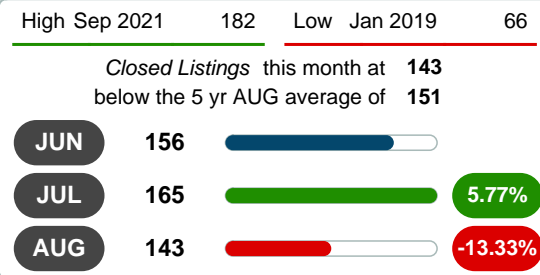 High Sep 2021 182 Low Jan 2019 66
Closed Listings this month at 143
below the 5 yr AUG average of 151
JUN 156
JUL 165 5.77%
AUG 143 -13.33%